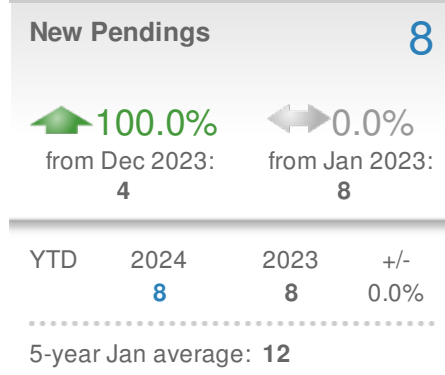 New Pendings 8
100.0% 0.0%
from Dec 2023: from Jan 2023:
4 8
YTD 2024 2023 +/-
8 8 0.0%
5-year Jan average: 12